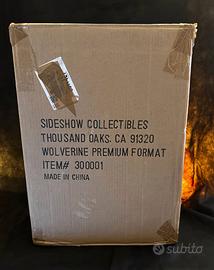 SIDESHOW COLLECTIBLES
THOUSAND OAKS, CA 91320
WOLVERINE PREMIUM FORMAT
ITEM# 300001
MADE IN CHINA
subito